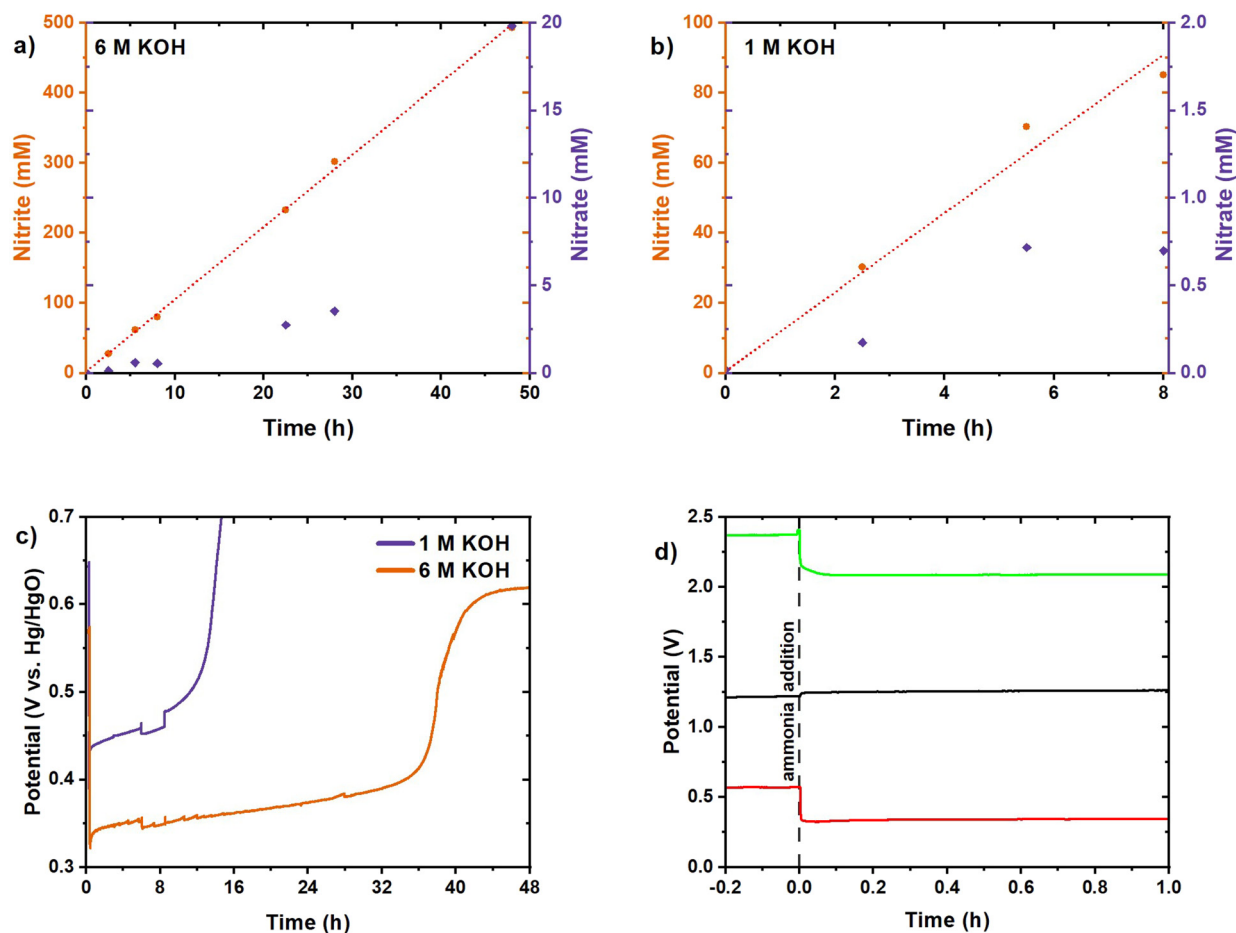 a)
6 M KOH
500
400
300
200
100
0
Nitrite (mM)
20
15
10
5
0
Nitrate (mM)
0 10 20 30 40 50
Time (h)
b)
1 M KOH
100
80
60
40
20
0
Nitrite (mM)
2.0
1.5
1.0
0.5
0.0
Nitrate (mM)
0 2 4 6 8
Time (h)
c)
1 M KOH
6 M KOH
0.7
0.6
0.5
0.4
0.3
Potential (V vs. Hg/HgO)
0 8 16 24 32 40 48
Time (h)
d)
2.5
2.0
1.5
1.0
0.5
0.0
Potential (V)
ammonia addition
-0.2 0.0 0.2 0.4 0.6 0.8 1.0
Time (h)